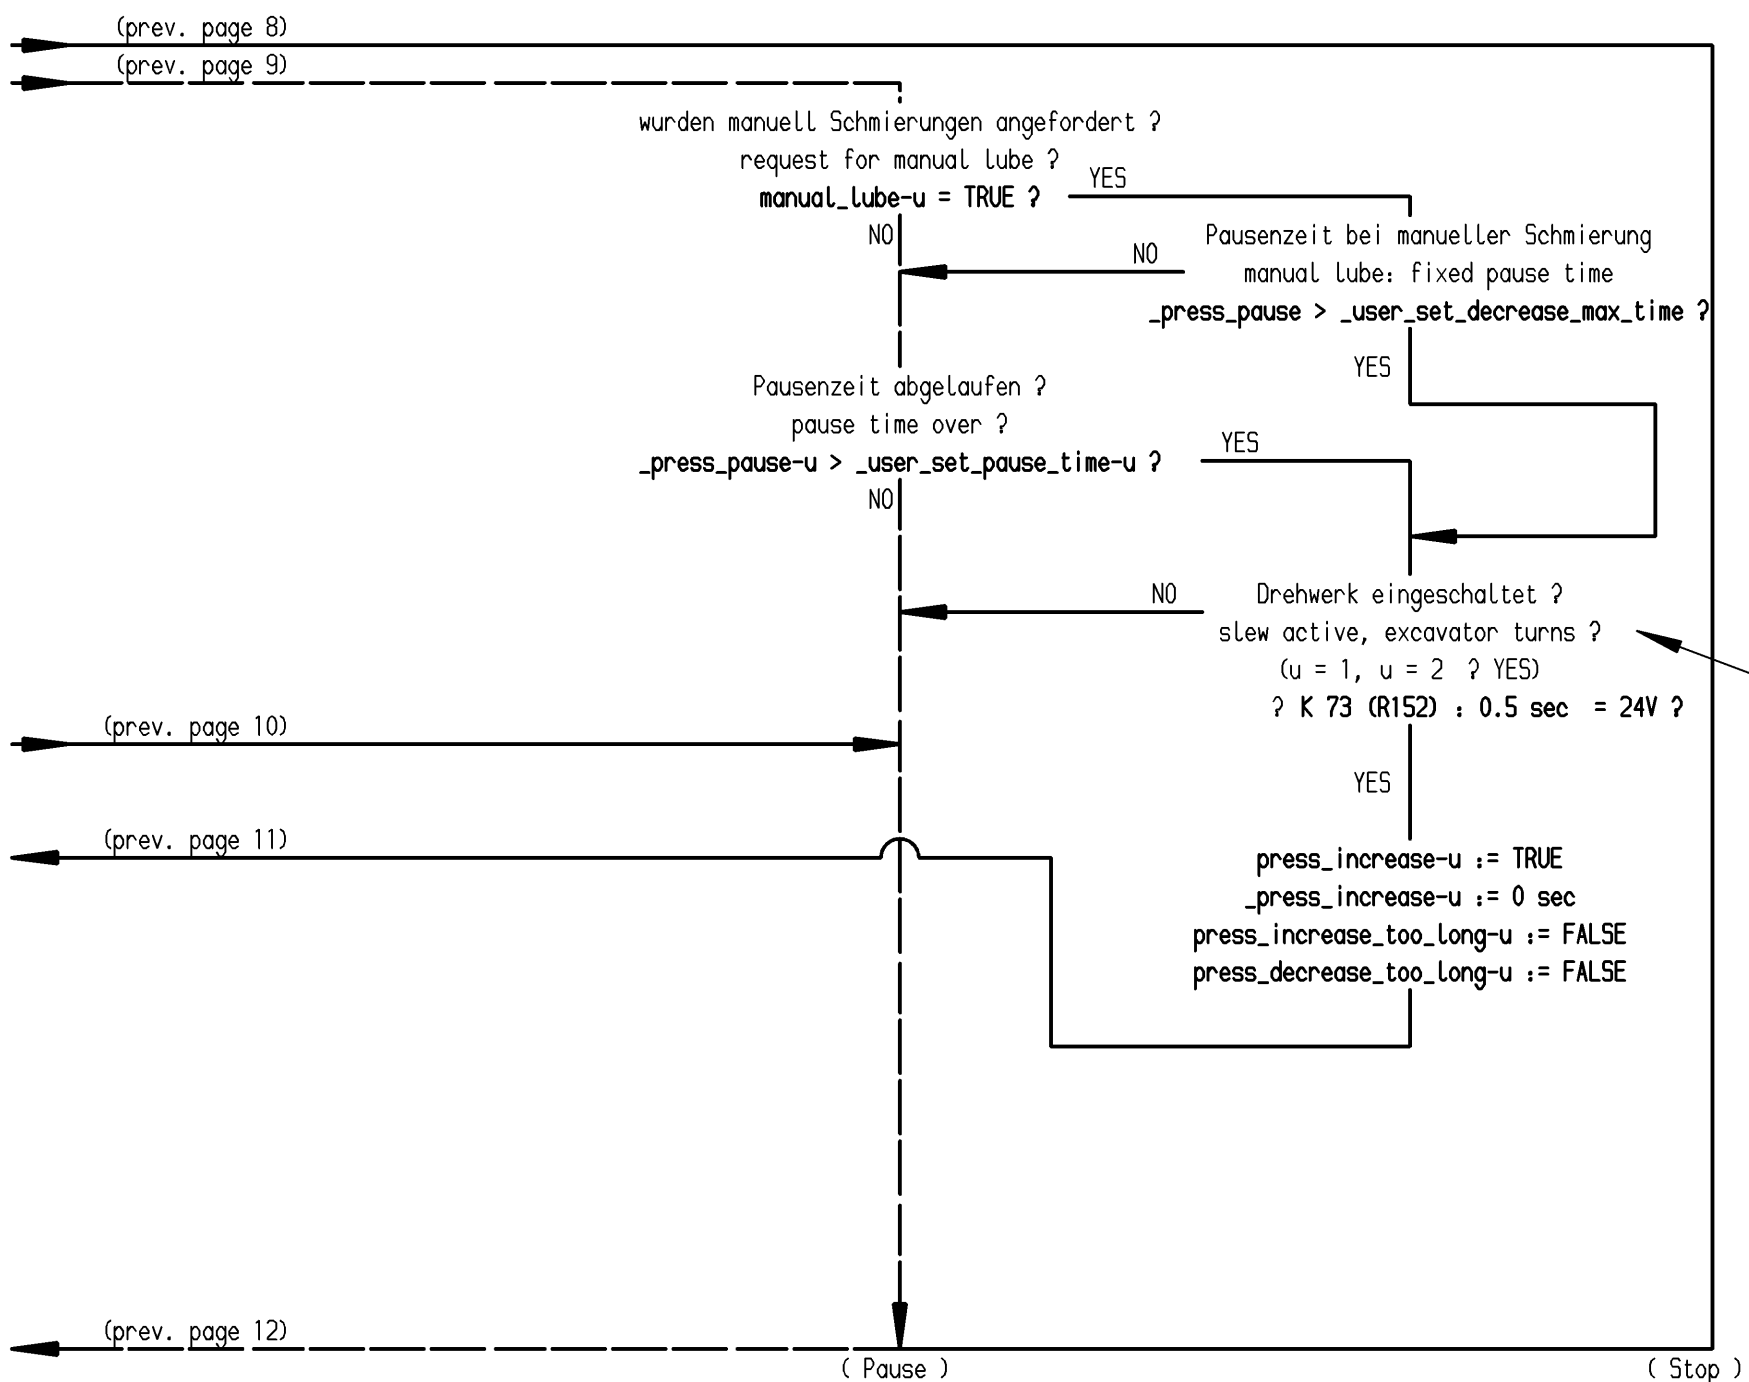 (prev. page 8)
(prev. page 9)
wurden manuell Schmierungen angefordert ?
request for manual lube ?
manual_lube-u = TRUE ?
YES
NO
Pausenzeit bei manueller Schmierung
NO
manual lube: fixed pause time
_press_pause > _user_set_decrease_max_time ?
YES
Pausenzeit abgelaufen ?
pause time over ?
_press_pause-u > _user_set_pause_time-u ?
YES
NO
NO
Drehwerk eingeschaltet ?
slew active, excavator turns ?
(u = 1, u = 2 ? YES)
? K 73 (R152) : 0.5 sec = 24V ?
(prev. page 10)
YES
(prev. page 11)
press_increase-u := TRUE
_press_increase-u := 0 sec
press_increase_too_long-u := FALSE
press_decrease_too_long-u := FALSE
(prev. page 12)
( Pause )
( Stop )